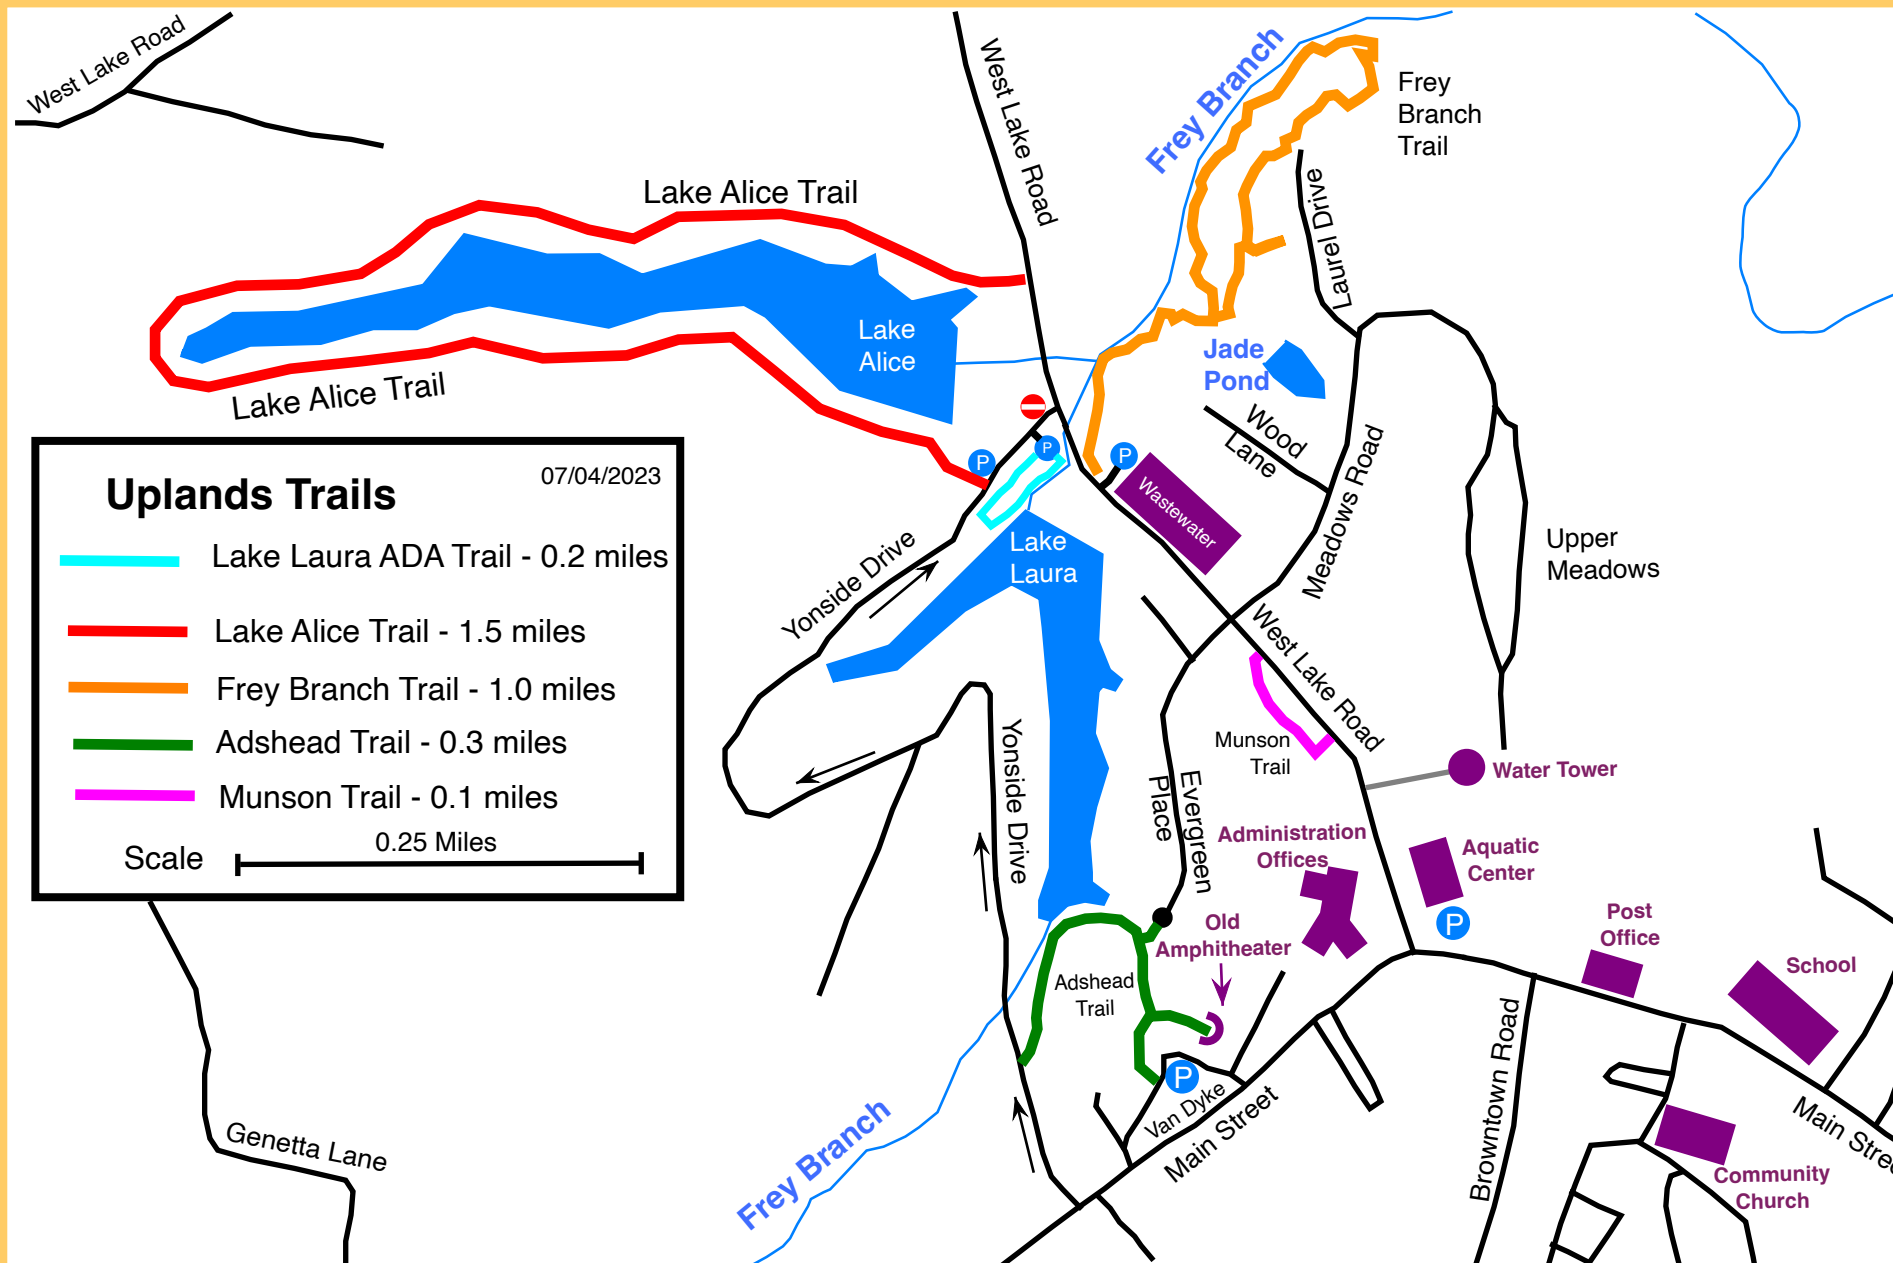 West Lake Road
West Lake Road
Frey Branch
Frey
Branch
Trail
Lake Alice Trail
Laurel Drive
Lake
Alice
Jade
Pond
Lake Alice Trail
Wood
Lane
Meadows Road
P
P
P
Wastewater
Uplands Trails
07/04/2023
Lake Laura ADA Trail - 0.2 miles
Lake Alice Trail - 1.5 miles
Frey Branch Trail - 1.0 miles
Adshead Trail - 0.3 miles
Munson Trail - 0.1 miles
Scale
0.25 Miles
Lake
Laura
Yonside Drive
Upper
Meadows
West Lake Road
Munson
Trail
Water Tower
Yonside Drive
Evergreen
Place
Administration
Offices
Aquatic
Center
P
Post
Office
School
Old
Amphitheater
Adshead
Trail
P
Van Dyke
Main Street
Browntown Road
Main Stree
Community
Church
Genetta Lane
Frey Branch